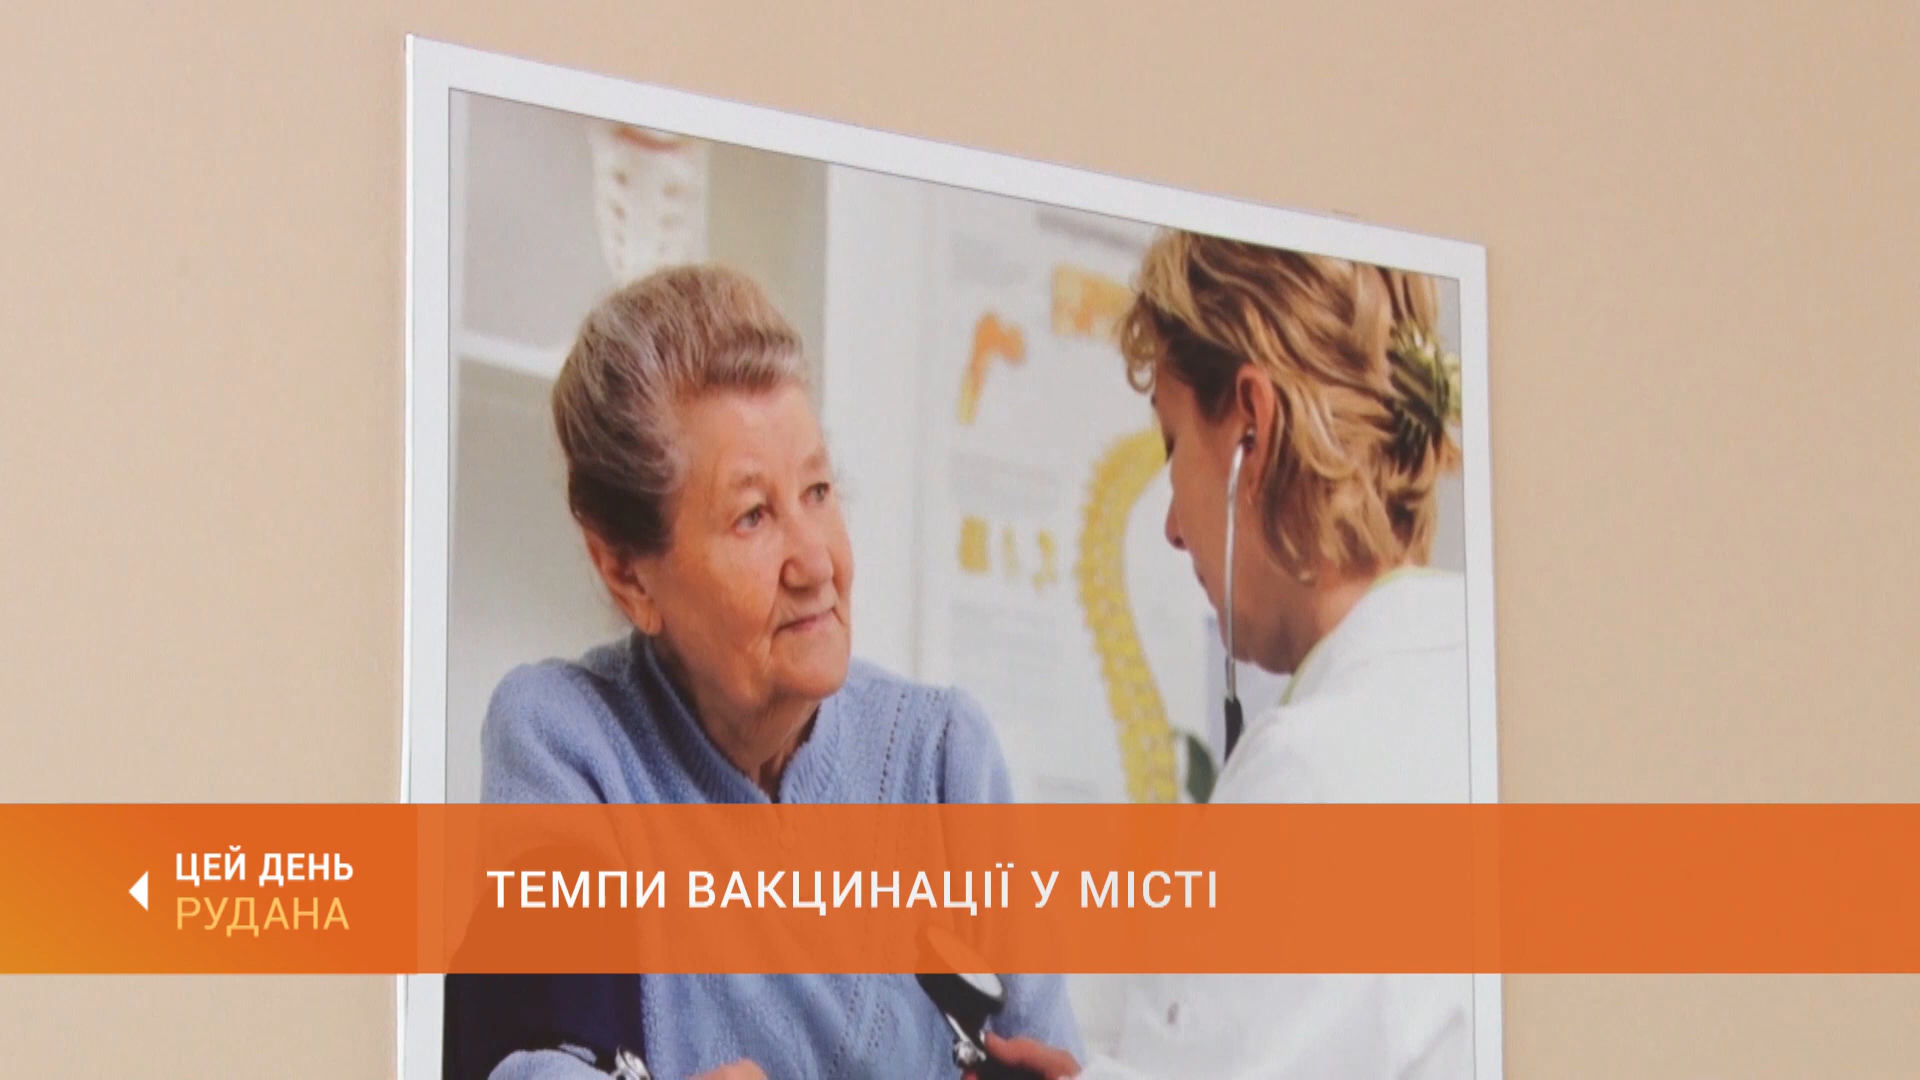 ЦЕЙ ДЕНЬ
РУДАНА
ТЕМПИ ВАКЦИНАЦІЇ У МІСТІ